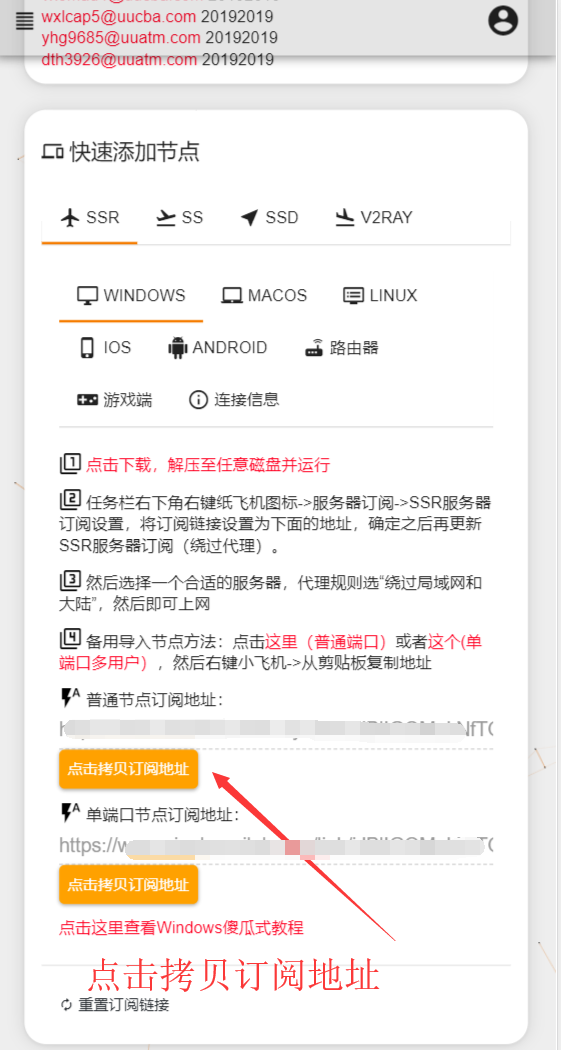 wxlcap5@uucba.com 20192019
yhg9685@uuatm.com 20192019
dth3926@uuatm.com 20192019
快速添加节点
SSR SS SSD V2RAY
WINDOWS MACOS LINUX
IOS ANDROID 路由器
游戏端 连接信息
1 点击下载，解压至任意磁盘并运行
2 任务栏右下角右键纸飞机图标->服务器订阅->SSR服务器
订阅设置，将订阅链接设置为下面的地址，确定之后再更新
SSR服务器订阅（绕过代理）。
3 然后选择一个合适的服务器，代理规则选“绕过局域网和
大陆”，然后即可上网
4 备用导入节点方法：点击这里（普通端口）或者这个(单
端口多用户），然后右键小飞机->从剪贴板复制地址
A 普通节点订阅地址：
点击拷贝订阅地址
A 单端口节点订阅地址：
https://w
点击拷贝订阅地址
点击这里查看Windows傻瓜式教程
点击拷贝订阅地址
重置订阅链接